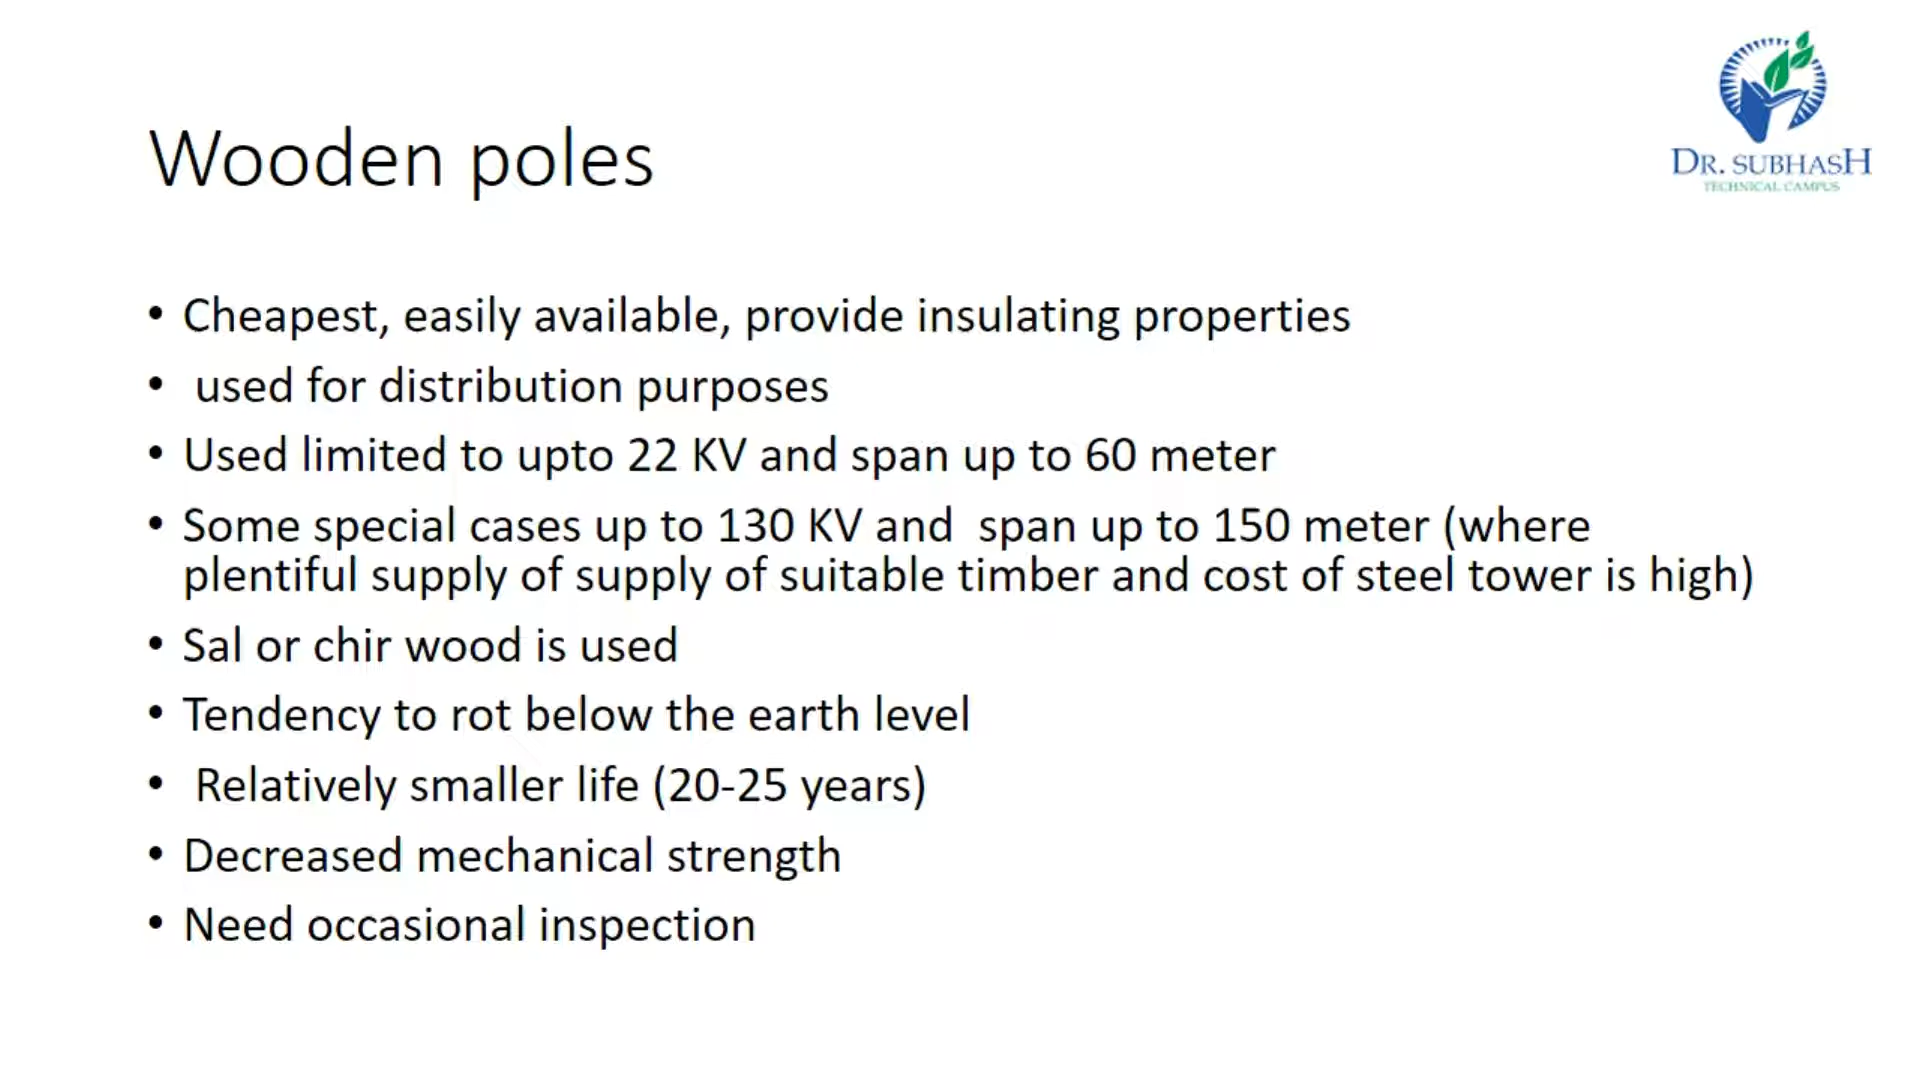 DR. SUBHASH
TECHNICAL CAMPUS
Wooden poles
• Cheapest, easily available, provide insulating properties
• used for distribution purposes
• Used limited to upto 22 KV and span up to 60 meter
• Some special cases up to 130 KV and  span up to 150 meter (where
plentiful supply of supply of suitable timber and cost of steel tower is high)
• Sal or chir wood is used
• Tendency to rot below the earth level
• Relatively smaller life (20-25 years)
• Decreased mechanical strength
• Need occasional inspection